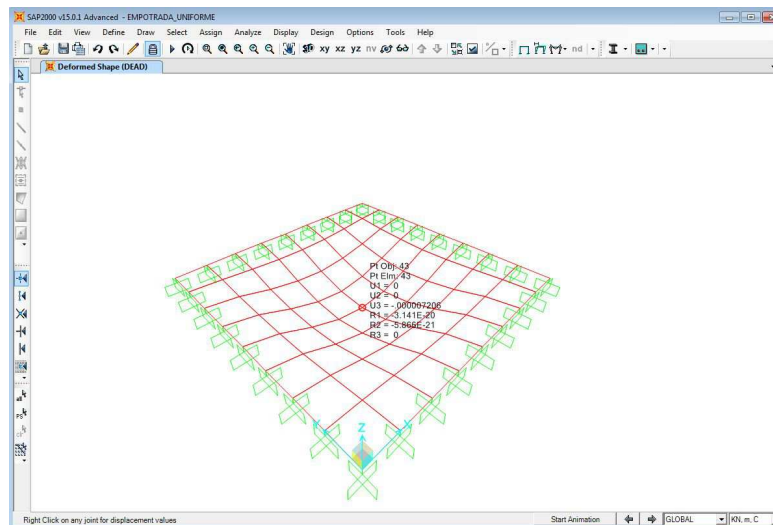 SAP2000 v15.0.1 Advanced - EMPOTRADA_UNIFORME
File Edit View Define Draw Select Assign Analyze Display Design Options Tools Help
xy xz yz nv nd
Deformed Shape (DEAD)
Pt Obj: 43
Pt Elm: 43
U1 = 0
U2 = 0
U3 = -.000007206
R1 = -3.141E-20
R2 = -5.865E-21
R3 = 0
Y Z X
Right Click on any joint for displacement values Start Animation GLOBAL KN, m, C